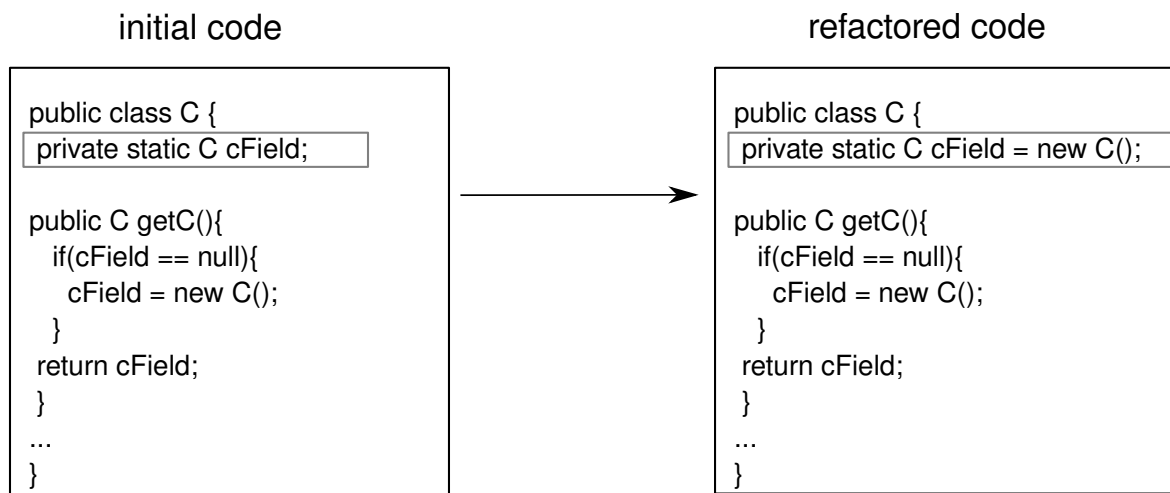 initial code
public class C {
private static C cField;
public C getC(){
if(cField == null){
cField = new C();
}
return cField;
}
...
}
refactored code
public class C {
private static C cField = new C();
public C getC(){
if(cField == null){
cField = new C();
}
return cField;
}
...
}